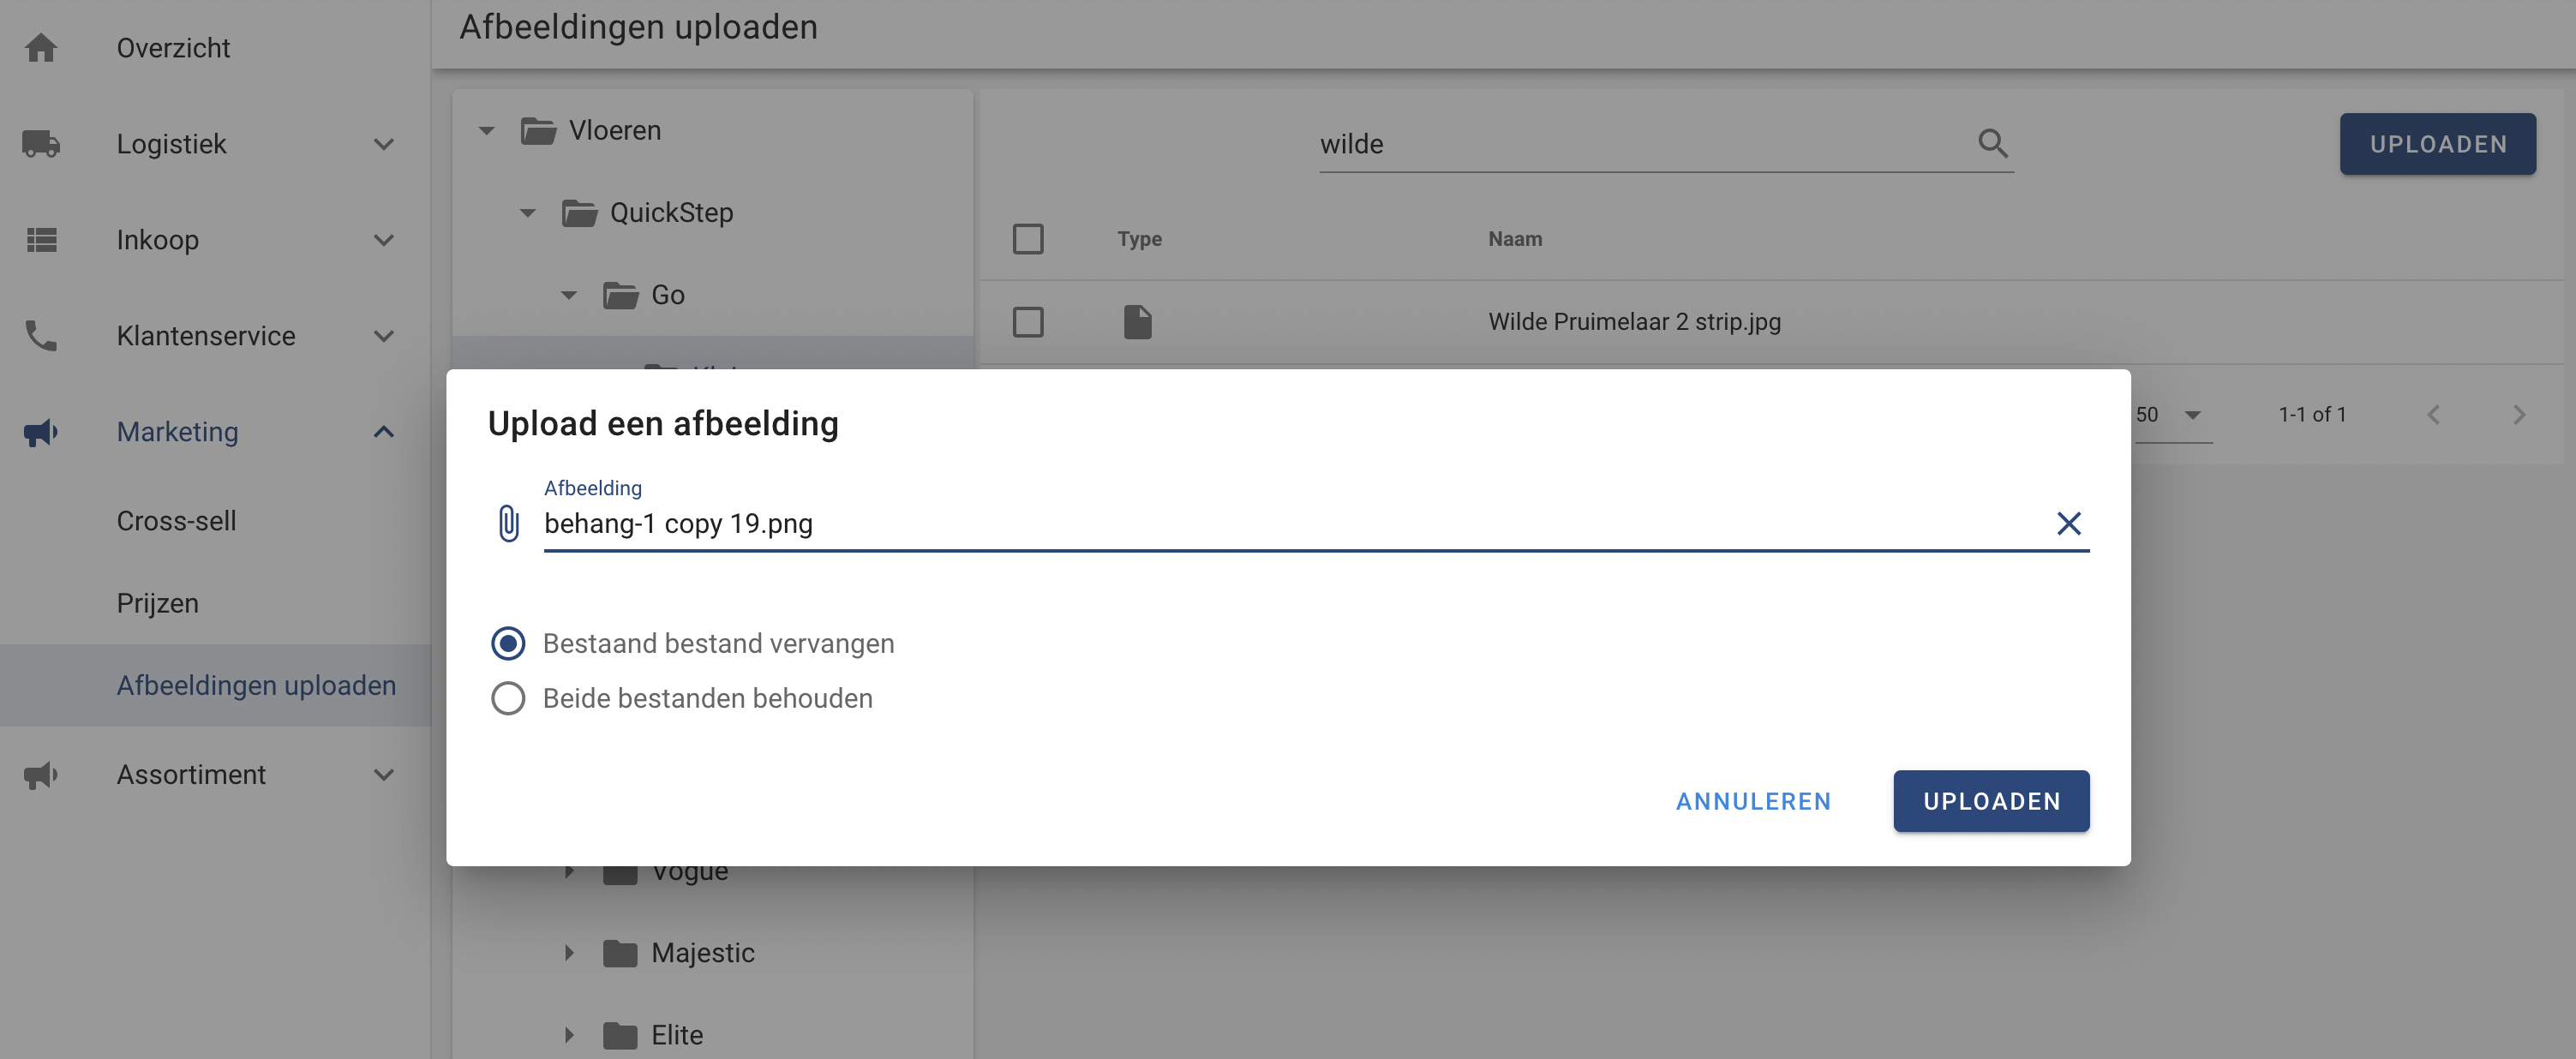 Afbeeldingen uploaden
Overzicht
Logistiek
Inkoop
Klantenservice
Marketing
Cross-sell
Prijzen
Afbeeldingen uploaden
Assortiment
Vloeren
QuickStep
Go
Vogue
Majestic
Elite
wilde
UPLOADEN
Type Naam
Wilde Pruimelaar 2 strip.jpg
50 1-1 of 1
Upload een afbeelding
Afbeelding
behang-1 copy 19.png
Bestaand bestand vervangen
Beide bestanden behouden
ANNULEREN UPLOADEN